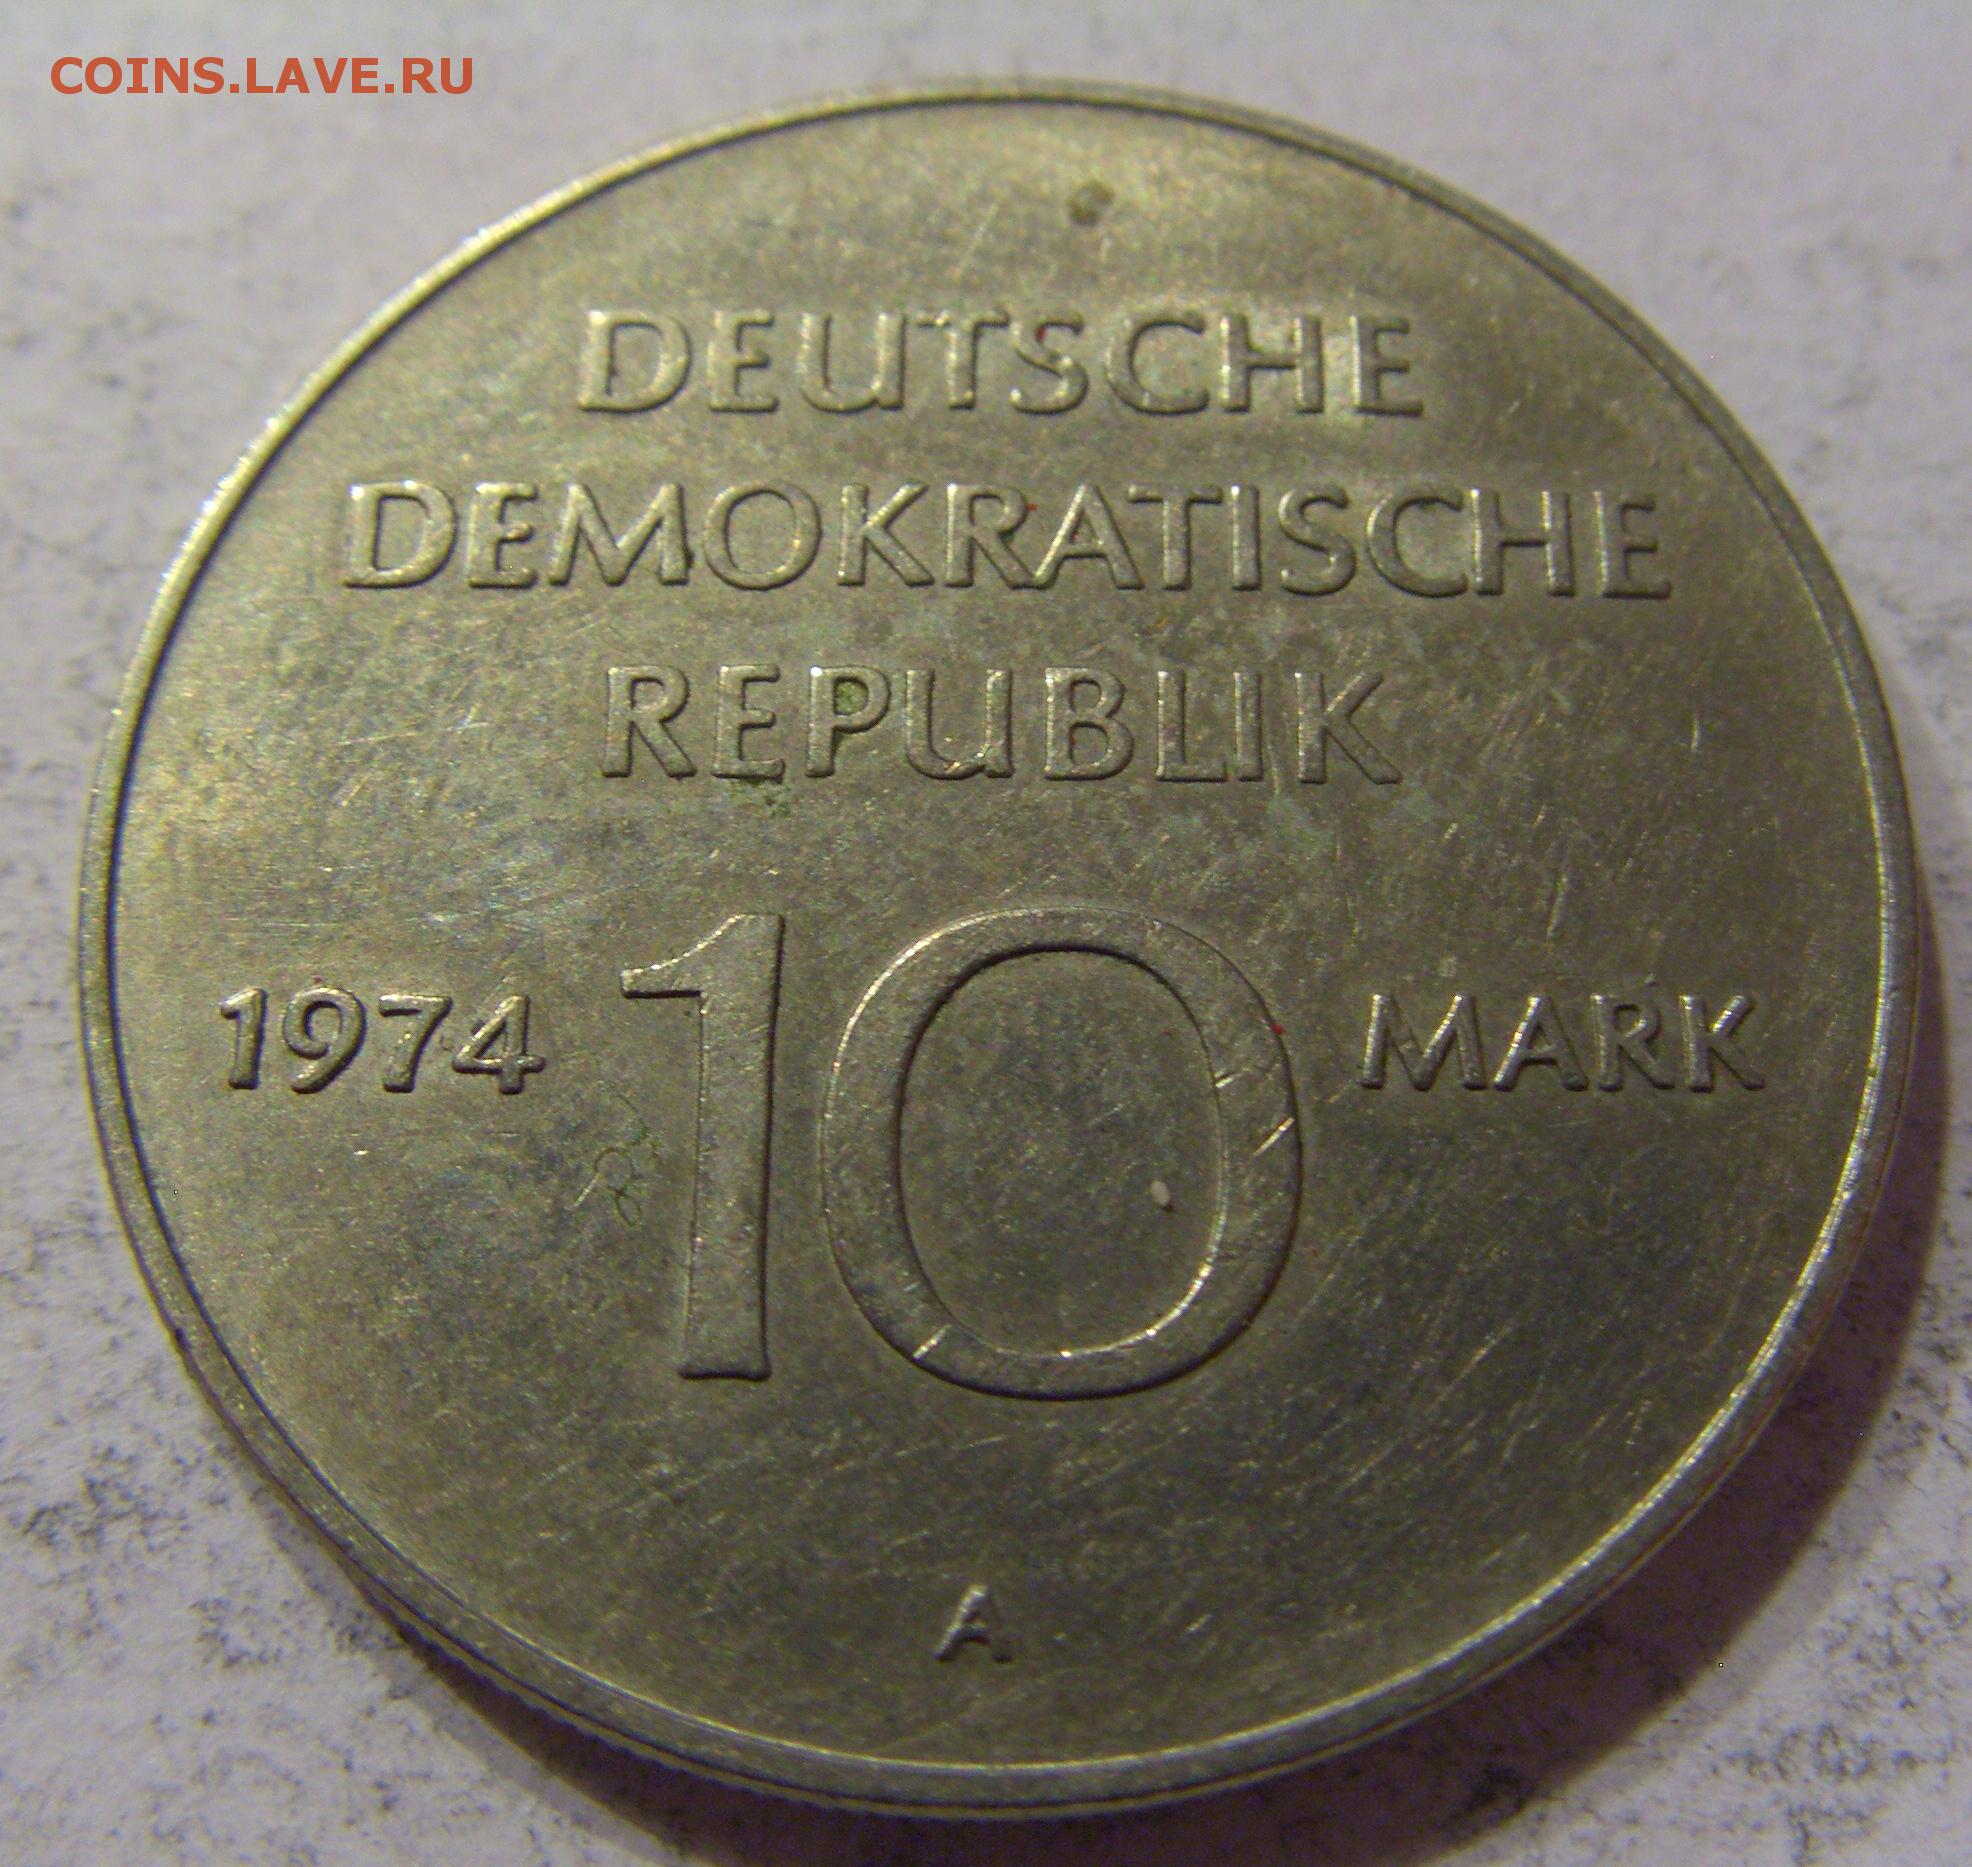 COINS.LAVE.RU
DEUTSCHE
DEMOKRATISCHE
REPUBLIK
1974 10 MARK
A